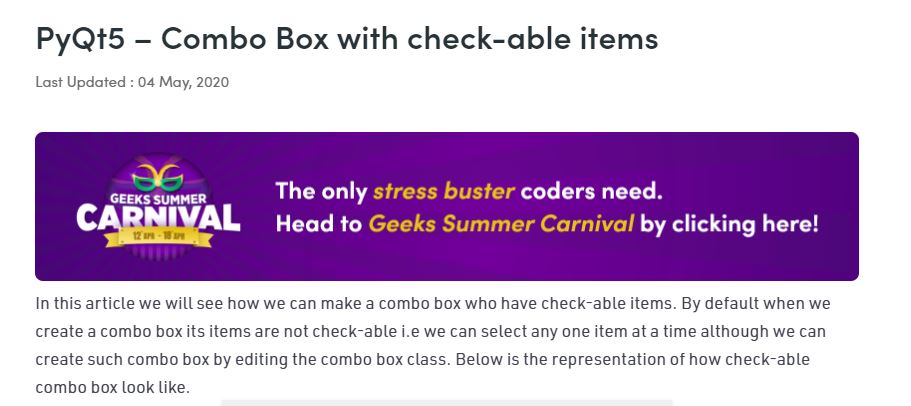 PyQt5 – Combo Box with check-able items
Last Updated : 04 May, 2020
GEEKS SUMMER
CARNIVAL
12 APR - 18 APR
The only stress buster coders need.
Head to Geeks Summer Carnival by clicking here!
In this article we will see how we can make a combo box who have check-able items. By default when we
create a combo box its items are not check-able i.e we can select any one item at a time although we can
create such combo box by editing the combo box class. Below is the representation of how check-able
combo box look like.